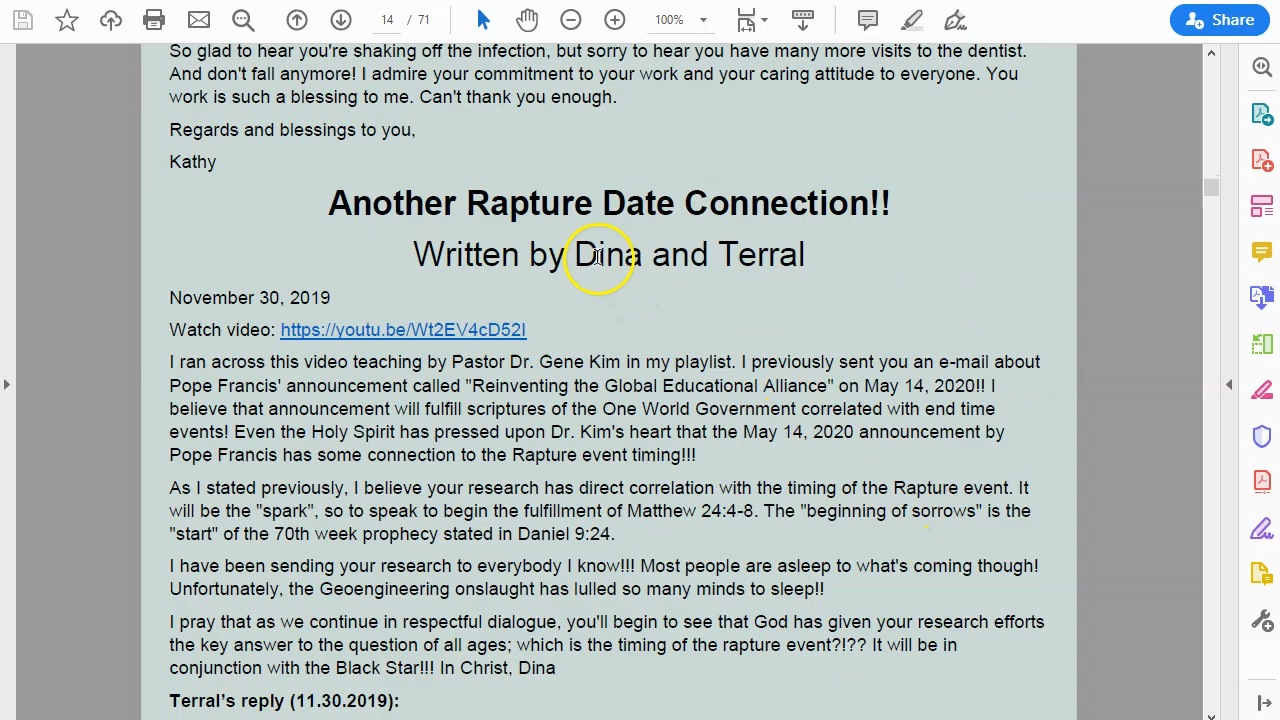 14 / 71
100%
Share
So glad to hear you're shaking off the infection, but sorry to hear you have many more visits to the dentist.
And don't fall anymore! I admire your commitment to your work and your caring attitude to everyone. You
work is such a blessing to me. Can't thank you enough.
Regards and blessings to you,
Kathy
Another Rapture Date Connection!!
Written by Dina and Terral
November 30, 2019
Watch video: https://youtu.be/Wt2EV4cD52I
I ran across this video teaching by Pastor Dr. Gene Kim in my playlist. I previously sent you an e-mail about
Pope Francis' announcement called "Reinventing the Global Educational Alliance" on May 14, 2020!! I
believe that announcement will fulfill scriptures of the One World Government correlated with end time
events! Even the Holy Spirit has pressed upon Dr. Kim's heart that the May 14, 2020 announcement by
Pope Francis has some connection to the Rapture event timing!!!
As I stated previously, I believe your research has direct correlation with the timing of the Rapture event. It
will be the "spark", so to speak to begin the fulfillment of Matthew 24:4-8. The "beginning of sorrows" is the
"start" of the 70th week prophecy stated in Daniel 9:24.
I have been sending your research to everybody I know!!! Most people are asleep to what's coming though!
Unfortunately, the Geoengineering onslaught has lulled so many minds to sleep!!
I pray that as we continue in respectful dialogue, you'll begin to see that God has given your research efforts
the key answer to the question of all ages; which is the timing of the rapture event?!?? It will be in
conjunction with the Black Star!!! In Christ, Dina
Terral's reply (11.30.2019):